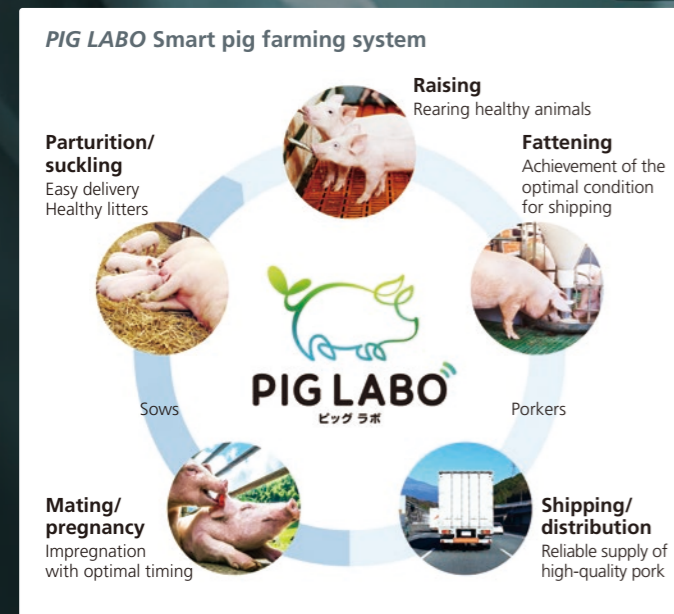 PIG LABO Smart pig farming system
Raising
Rearing healthy animals
Parturition/
suckling
Easy delivery
Healthy litters
Fattening
Achievement of the
optimal condition
for shipping
PIG LABO
ピッグ ラボ
Sows
Porkers
Mating/
pregnancy
Impregnation
with optimal timing
Shipping/
distribution
Reliable supply of
high-quality pork